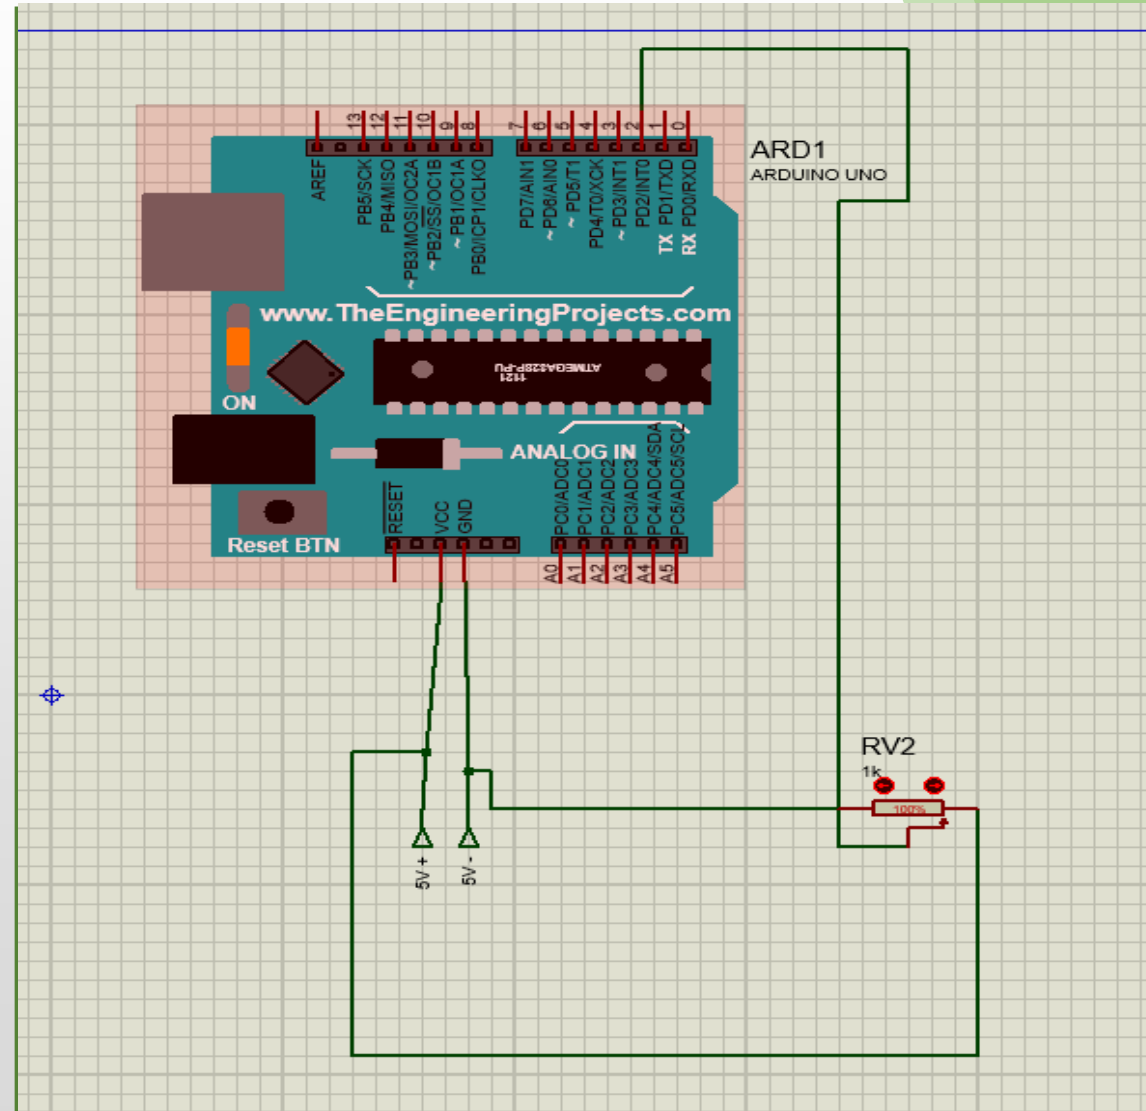 13
12
11
10
9
8
7
6
5
4
3
2
1
0
ARD1
ARDUINO UNO
AREF
PB5/SCK
PB4/MISO
~PB3/MOSI/OC2A
~PB2/SS/OC1B
~PB1/OC1A
PB0/ICP1/CLKO
PD7/AIN1
~PD6/AIN0
~PD5/T1
PD4/T0/XCK
~PD3/INT1
PD2/INT0
PD1/TXD
PD0/RXD
TX
RX
www.TheEngineeringProjects.com
ATMEGA328P-PU
1121
ON
ANALOG IN
RESET
VCC
GND
PC0/ADC0
PC1/ADC1
PC2/ADC2
PC3/ADC3
PC4/ADC4/SDA
PC5/ADC5/SCL
Reset BTN
A0
A1
A2
A3
A4
A5
RV2
1k
100%
5V +
5V -